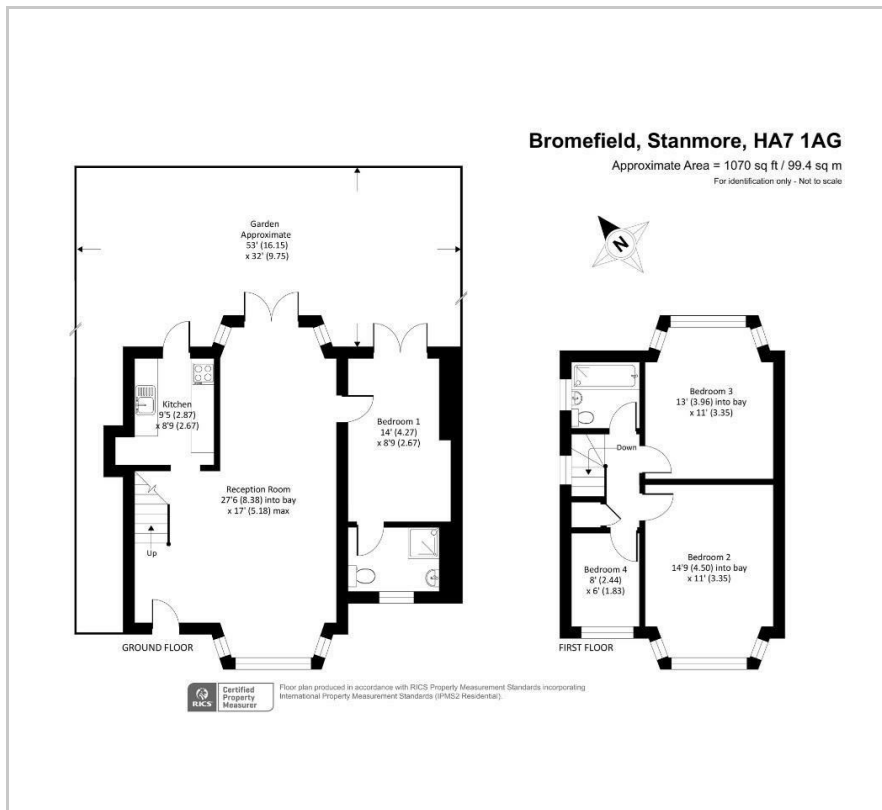 Bromefield, Stanmore, HA7 1AG
Approximate Area = 1070 sq ft / 99.4 sq m
For identification only - Not to scale
N
Garden
Approximate
53' (16.15)
x 32' (9.75)
Kitchen
9'5 (2.87)
x 8'9 (2.67)
Bedroom 1
14' (4.27)
x 8'9 (2.67)
Reception Room
27'6 (8.38) into bay
x 17' (5.18) max
Up
GROUND FLOOR
Bedroom 3
13' (3.96) into bay
x 11' (3.35)
Down
Bedroom 2
14'9 (4.50) into bay
x 11' (3.35)
Bedroom 4
8' (2.44)
x 6' (1.83)
FIRST FLOOR
RICS
Certified
Property
Measurer
Floor plan produced in accordance with RICS Property Measurement Standards incorporating
International Property Measurement Standards (IPMS2 Residential).